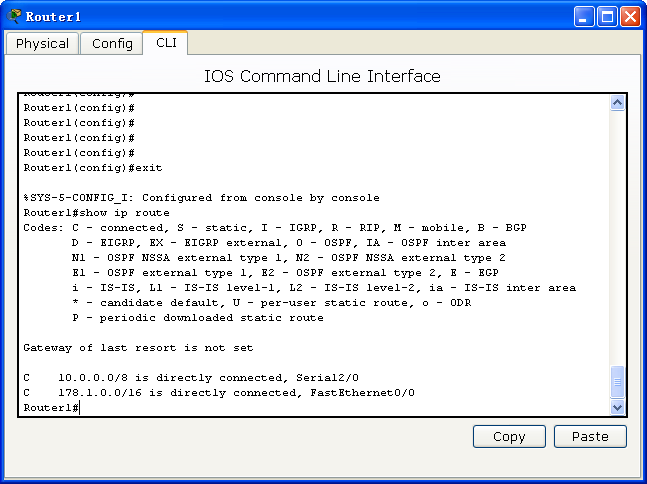 Router1
Physical Config CLI
IOS Command Line Interface
Router1(config)#
Router1(config)#
Router1(config)#
Router1(config)#
Router1(config)#
Router1(config)#exit
%SYS-5-CONFIG_I: Configured from console by console
Router1#show ip route
Codes: C - connected, S - static, I - IGRP, R - RIP, M - mobile, B - BGP
D - EIGRP, EX - EIGRP external, O - OSPF, IA - OSPF inter area
N1 - OSPF NSSA external type 1, N2 - OSPF NSSA external type 2
E1 - OSPF external type 1, E2 - OSPF external type 2, E - EGP
i - IS-IS, L1 - IS-IS level-1, L2 - IS-IS level-2, ia - IS-IS inter area
* - candidate default, U - per-user static route, o - ODR
P - periodic downloaded static route
Gateway of last resort is not set
C    10.0.0.0/8 is directly connected, Serial2/0
C    178.1.0.0/16 is directly connected, FastEthernet0/0
Router1#
Copy Paste